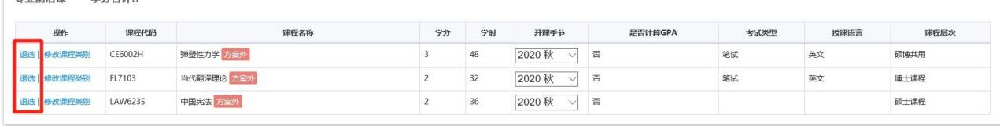 操作 课程代码 课程名称 学分 学时 开课季节 是否计算GPA 考试类型 授课语言 课程层次
退选 | 修改课程类别 CE6002H 弹塑性力学 方案外 3 48 2020 秋 否 笔试 英文 硕博共用
退选 | 修改课程类别 FL7103 当代翻译理论 方案外 2 32 2020 秋 否 笔试 英文 博士课程
退选 | 修改课程类别 LAW6235 中国宪法 方案外 2 36 2020 秋 否 硕士课程